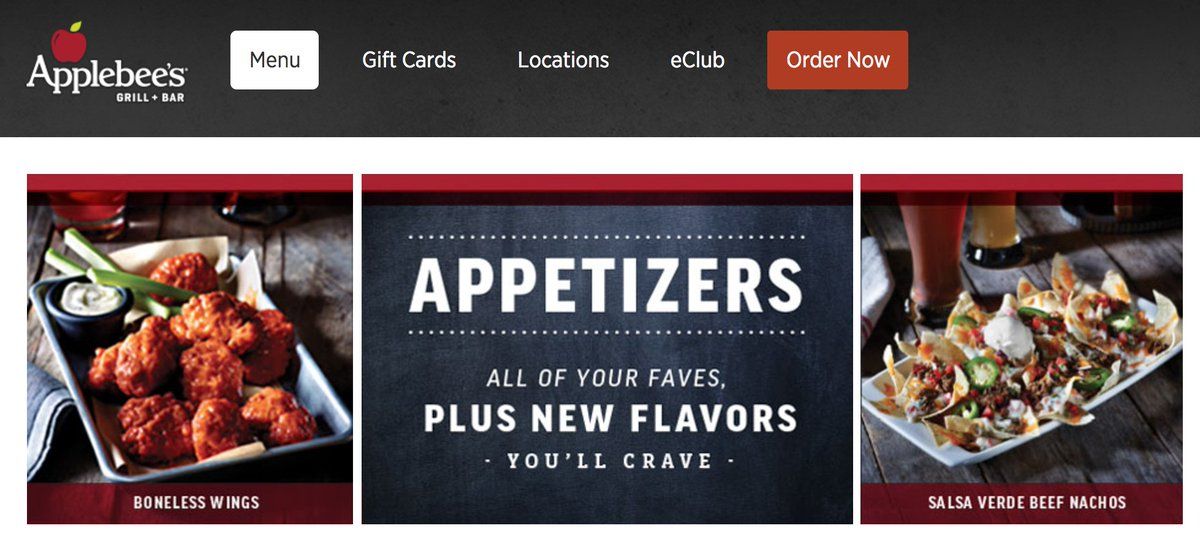 Applebee's
GRILL + BAR
Menu
Gift Cards
Locations
eClub
Order Now
BONELESS WINGS
APPETIZERS
ALL OF YOUR FAVES,
PLUS NEW FLAVORS
- YOU'LL CRAVE -
SALSA VERDE BEEF NACHOS